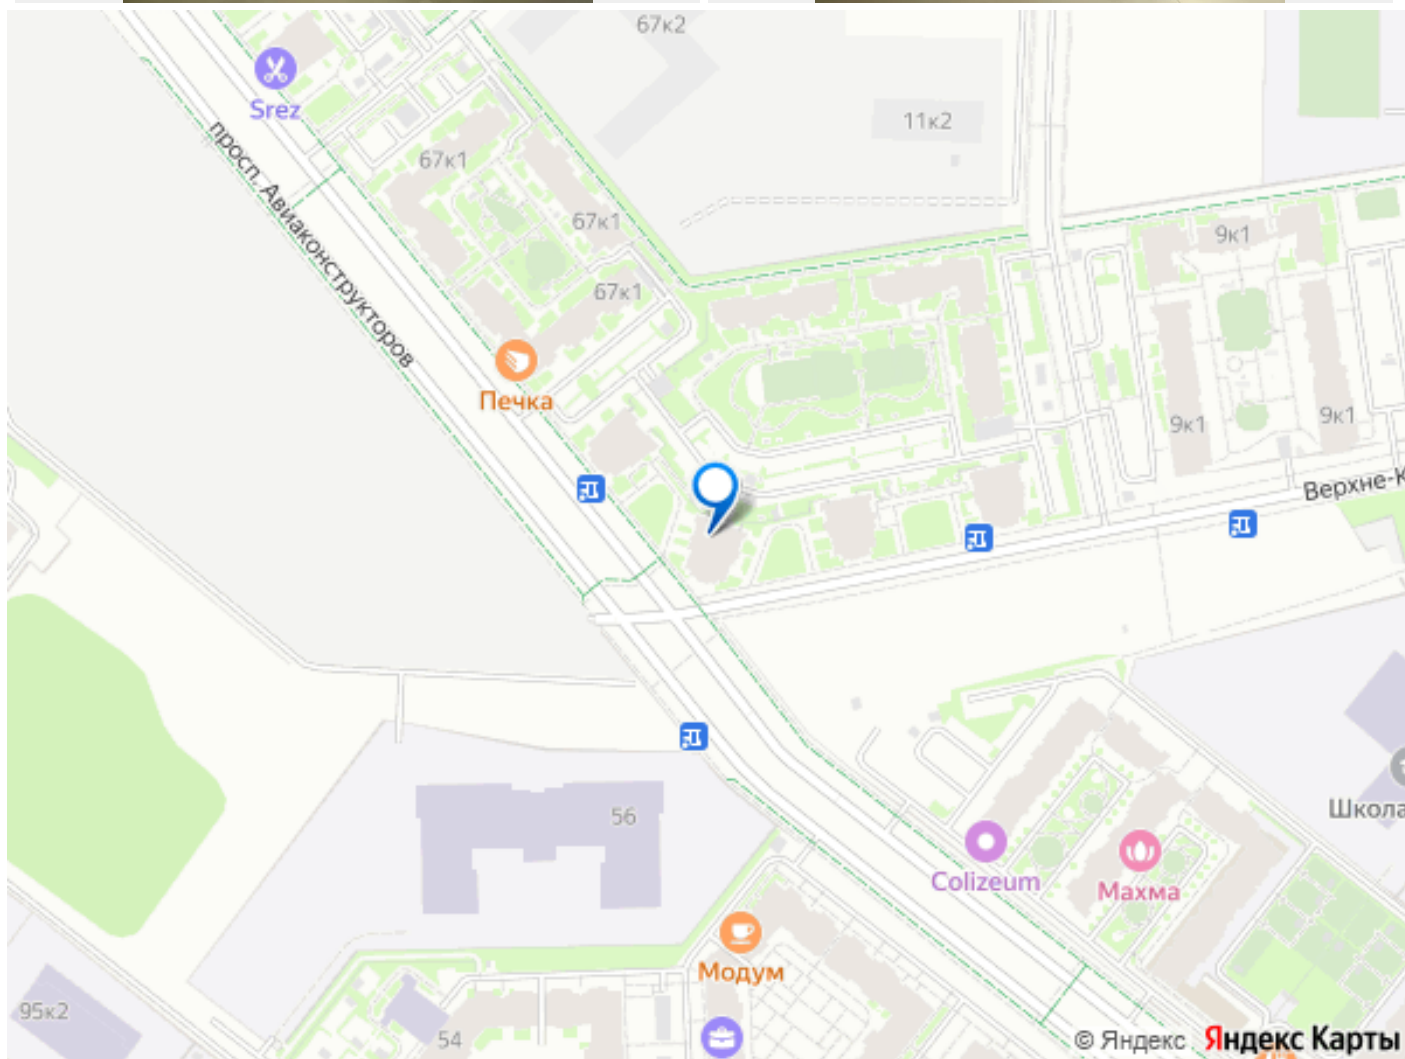 67к2
Srez
11к2
67к1
просп. Авиаконструкторов
67к1
9к1
67к1
Печка
9к1
9к1
Верхне-К
56
Школа
Colizeum
Махма
Модум
95к2
54
© Яндекс Яндекс Карты